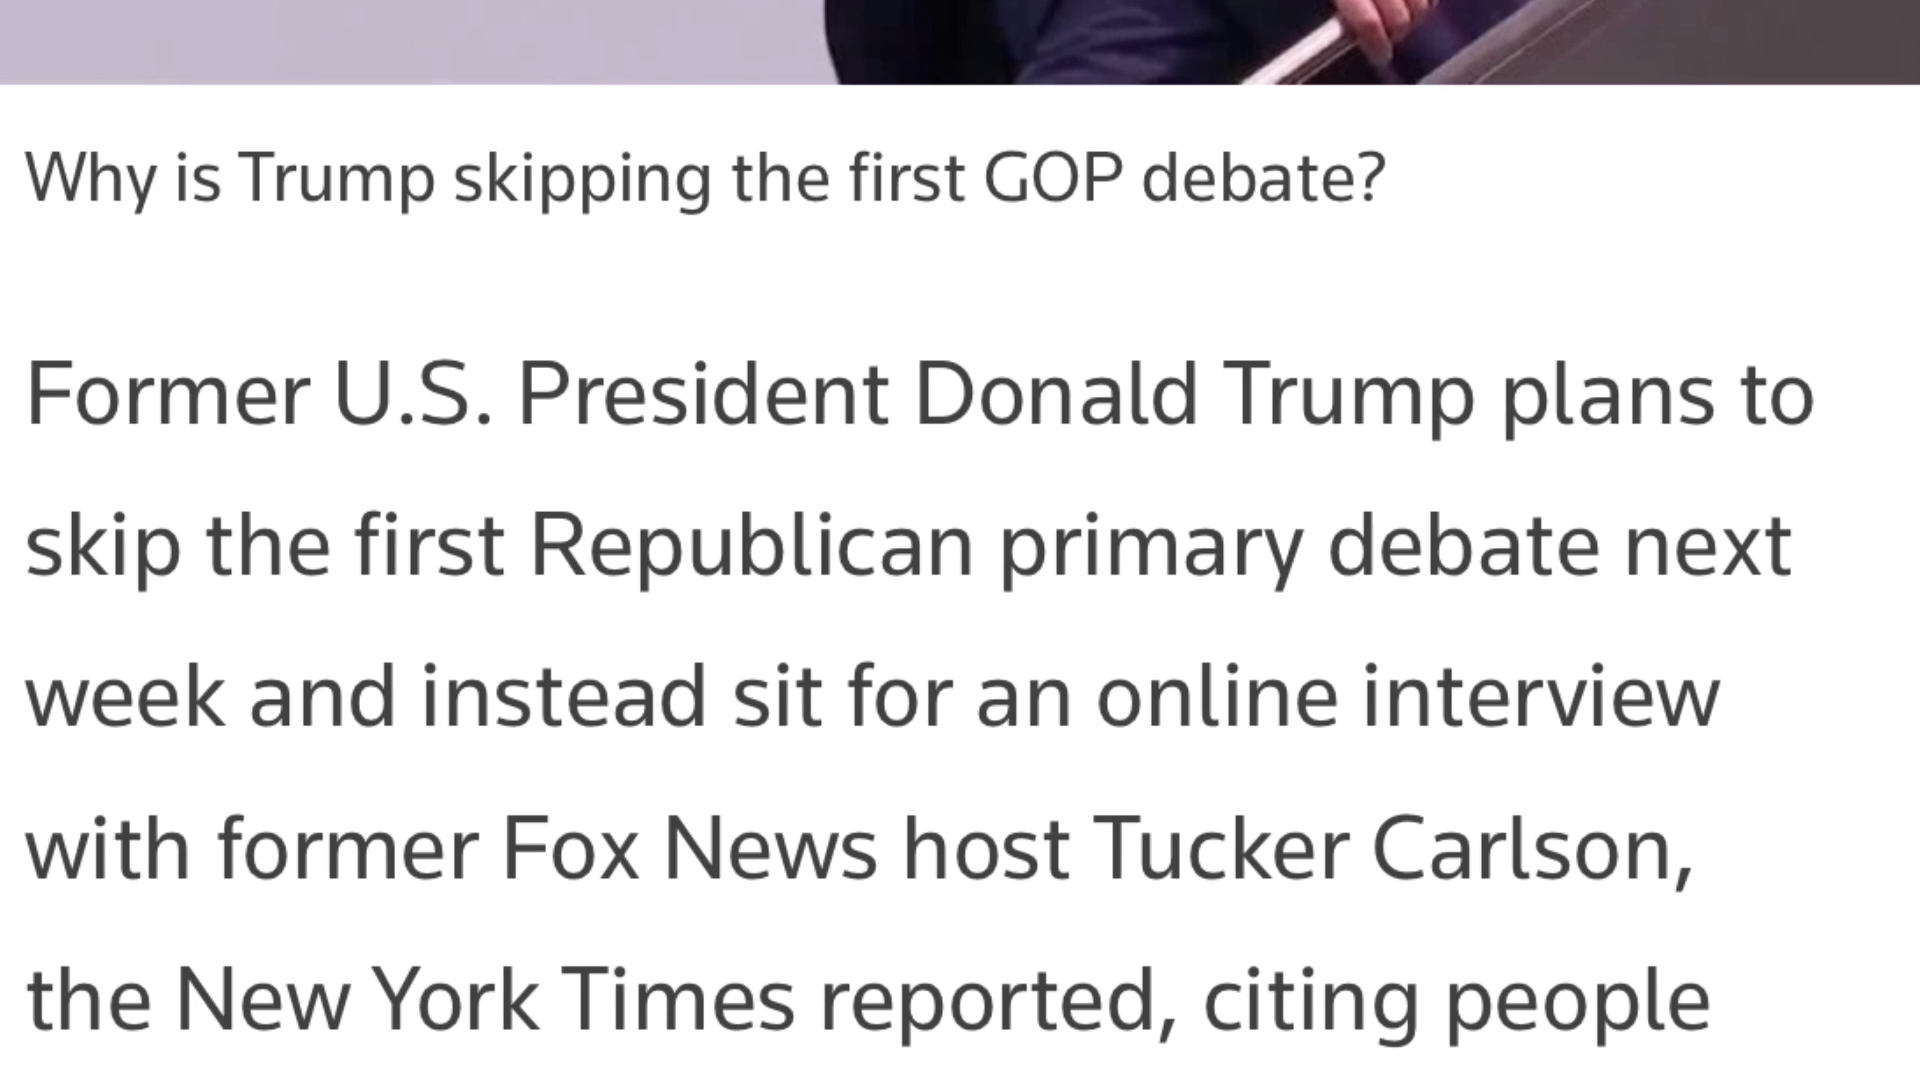 Why is Trump skipping the first GOP debate?
Former U.S. President Donald Trump plans to
skip the first Republican primary debate next
week and instead sit for an online interview
with former Fox News host Tucker Carlson,
the New York Times reported, citing people